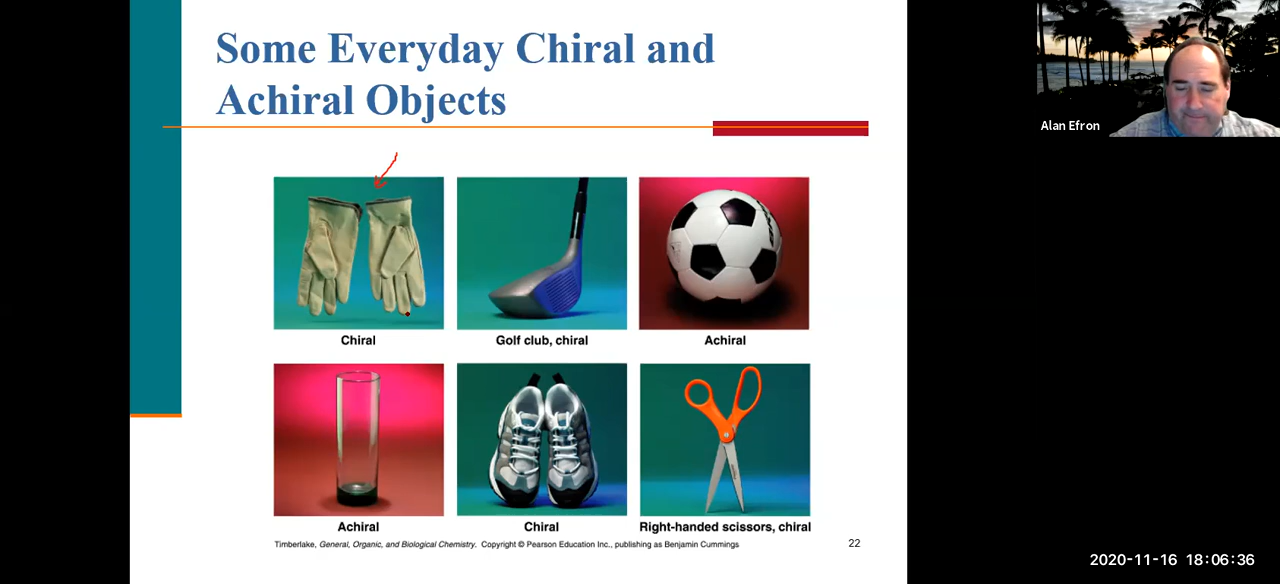 Some Everyday Chiral and
Achiral Objects
Alan Efron
Chiral
Golf club, chiral
Achiral
Achiral
Chiral
Right-handed scissors, chiral
Timberlake, General, Organic, and Biological Chemistry. Copyright © Pearson Education Inc., publishing as Benjamin Cummings
22
2020-11-16 18:06:36